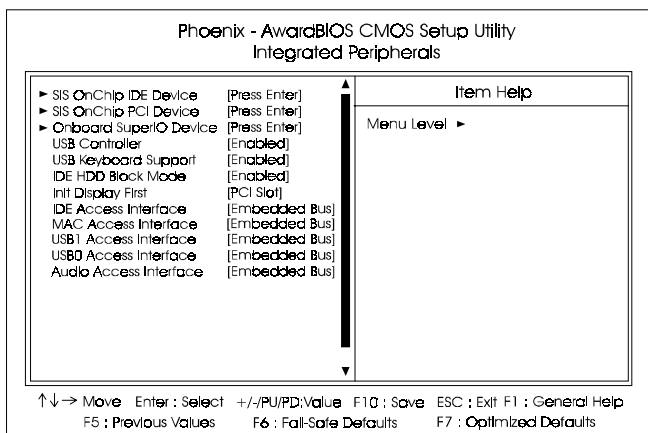 Phoenix - AwardBIOS CMOS Setup Utility
Integrated Peripherals
► SIS OnChip IDE Device [Press Enter]
► SIS OnChip PCI Device [Press Enter]
► Onboard SuperIO Device [Press Enter]
USB Controller [Enabled]
USB Keyboard Support [Enabled]
IDE HDD Block Mode [Enabled]
Init Display First [PCI Slot]
IDE Access Interface [Embedded Bus]
MAC Access Interface [Embedded Bus]
USB1 Access Interface [Embedded Bus]
USB0 Access Interface [Embedded Bus]
Audio Access Interface [Embedded Bus]
Item Help
Menu Level ►
↑↓→ Move Enter : Select +/-/PU/PD:Value F10 : Save ESC : Exit F1 : General Help
F5 : Previous Values F6 : Fail-Safe Defaults F7 : Optimized Defaults